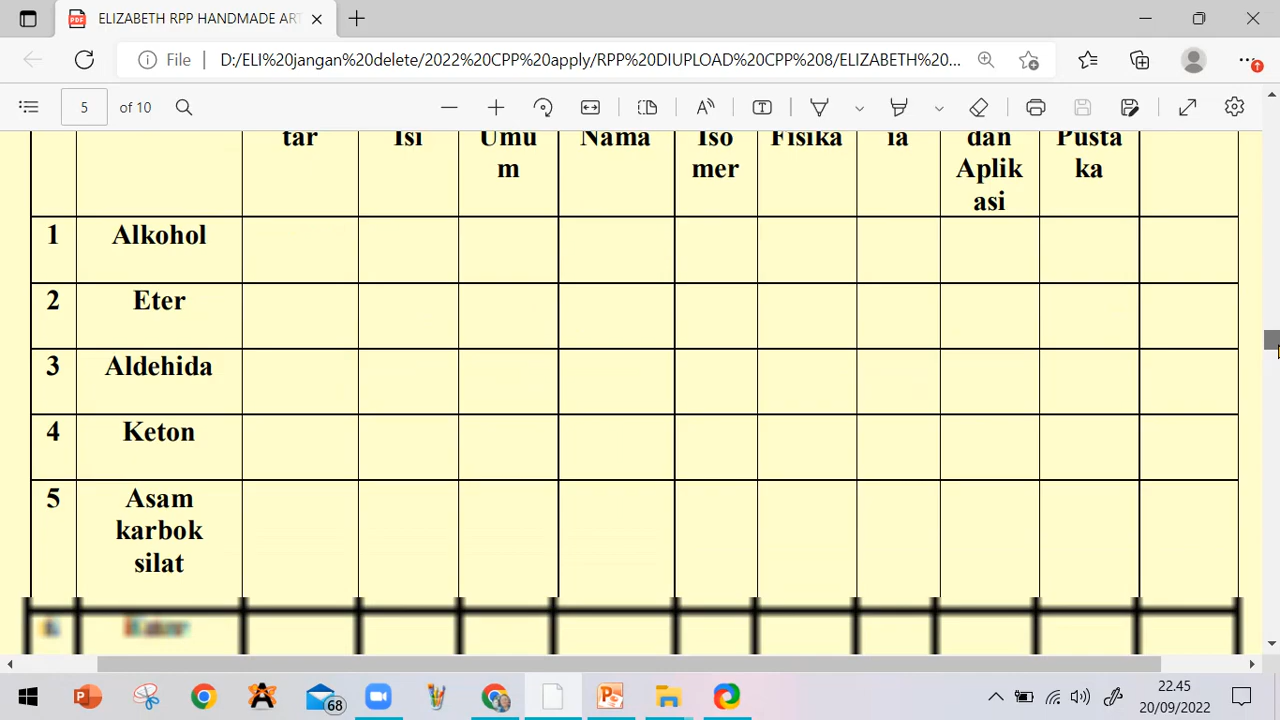 ELIZABETH RPP HANDMADE ART
File
D:/ELI%20jangan%20delete/2022%20CPP%20apply/RPP%20DIUPLOAD%20CPP%208/ELIZABETH%20...
5 of 10
tar Isi Umu Nama Iso Fisika ia dan Pusta
m mer Aplik ka
asi
1 Alkohol
2 Eter
3 Aldehida
4 Keton
5 Asam
karbok
silat
68
22.45
20/09/2022